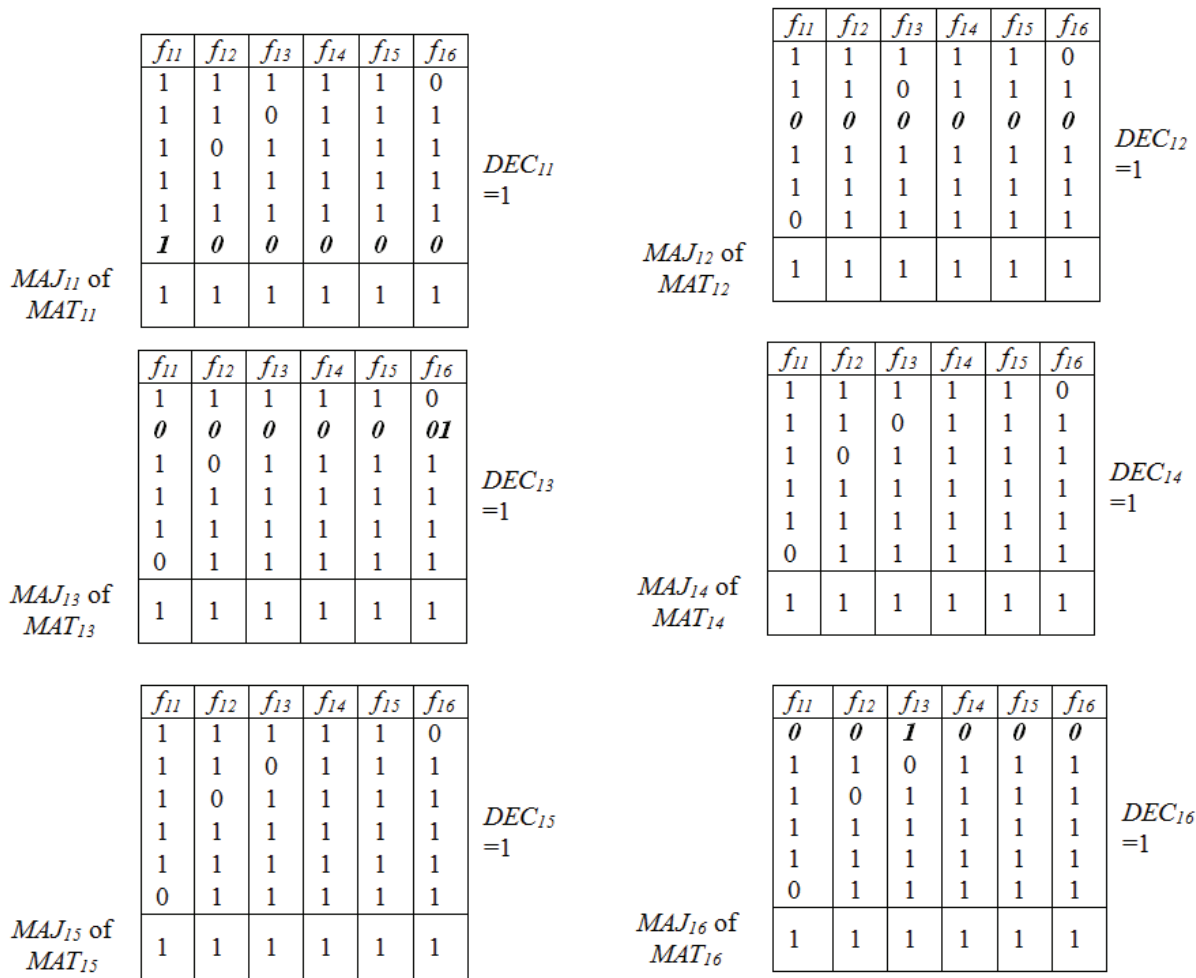 f11 f12 f13 f14 f15 f16
1 1 1 1 1 0
1 1 0 1 1 1
1 0 1 1 1 1
1 1 1 1 1 1
1 1 1 1 1 1
1 0 0 0 0 0
MAJ11 of MAT11 1 1 1 1 1 1
DEC11 =1
f11 f12 f13 f14 f15 f16
1 1 1 1 1 0
1 1 0 1 1 1
0 0 0 0 0 0
1 1 1 1 1 1
1 1 1 1 1 1
0 1 1 1 1 1
MAJ12 of MAT12 1 1 1 1 1 1
DEC12 =1
f11 f12 f13 f14 f15 f16
1 1 1 1 1 0
0 0 0 0 0 01
1 0 1 1 1 1
1 1 1 1 1 1
1 1 1 1 1 1
0 1 1 1 1 1
MAJ13 of MAT13 1 1 1 1 1 1
DEC13 =1
f11 f12 f13 f14 f15 f16
1 1 1 1 1 0
1 1 0 1 1 1
1 0 1 1 1 1
1 1 1 1 1 1
1 1 1 1 1 1
0 1 1 1 1 1
MAJ14 of MAT14 1 1 1 1 1 1
DEC14 =1
f11 f12 f13 f14 f15 f16
1 1 1 1 1 0
1 1 0 1 1 1
1 0 1 1 1 1
1 1 1 1 1 1
1 1 1 1 1 1
0 1 1 1 1 1
MAJ15 of MAT15 1 1 1 1 1 1
DEC15 =1
f11 f12 f13 f14 f15 f16
0 0 1 0 0 0
1 1 0 1 1 1
1 0 1 1 1 1
1 1 1 1 1 1
1 1 1 1 1 1
0 1 1 1 1 1
MAJ16 of MAT16 1 1 1 1 1 1
DEC16 =1